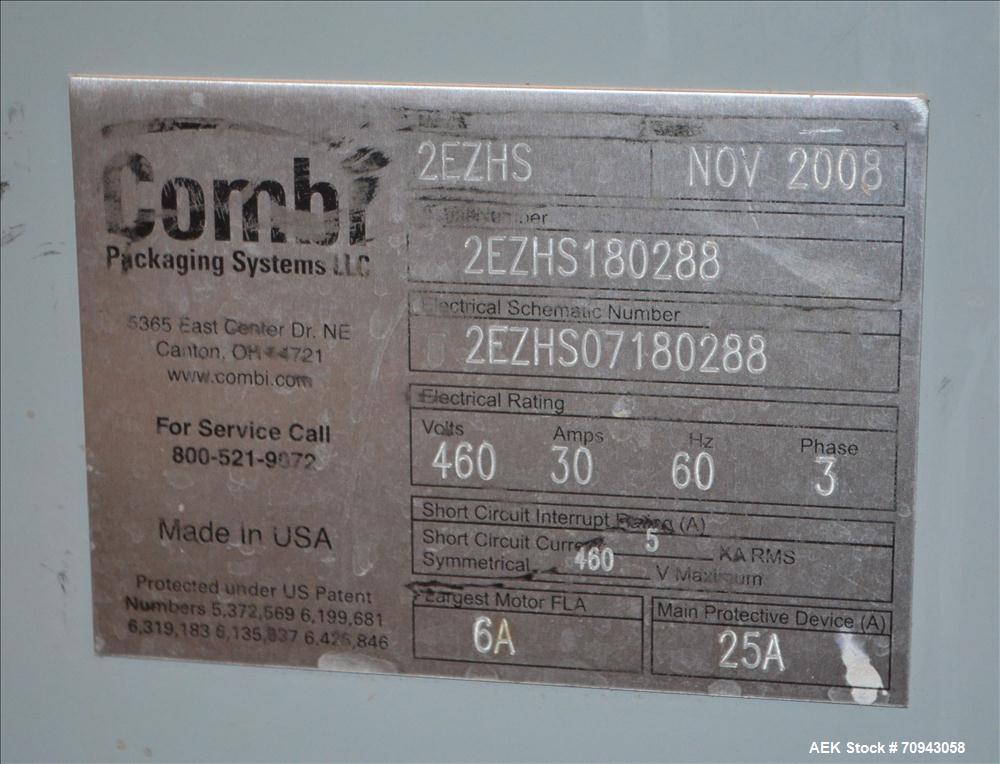 Combi
Packaging Systems LLC
5365 East Center Dr. NE
Canton, OH 44721
www.combi.com
For Service Call
800-521-9072
Made in USA
Protected under US Patent
Numbers 5,372,569 6,199,681
6,319,183 6,135,837 6,426,846
2EZHS NOV 2008
Serial Number
2EZHS180288
Electrical Schematic Number
2EZHS07180288
Electrical Rating
Volts Amps Hz Phase
460 30 60 3
Short Circuit Interrupt Rating (A)
Short Circuit Current 5 KA RMS
Symmetrical 460 V Maximum
Largest Motor FLA
6A
Main Protective Device (A)
25A
AEK Stock # 70943058